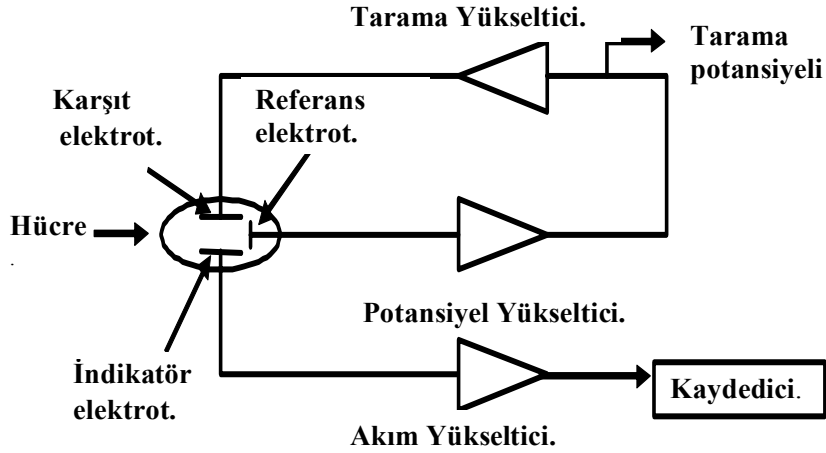 Tarama Yükseltici.
Tarama
potansiyeli
Karşıt
elektrot.
Referans
elektrot.
Hücre
.
Potansiyel Yükseltici.
İndikatör
elektrot.
Kaydedici.
Akım Yükseltici.